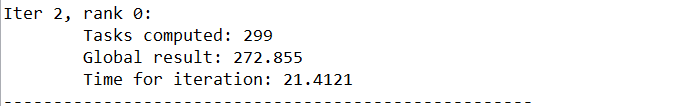 Iter 2, rank 0:
Tasks computed: 299
Global result: 272.855
Time for iteration: 21.4121
-----------------------------------------------------